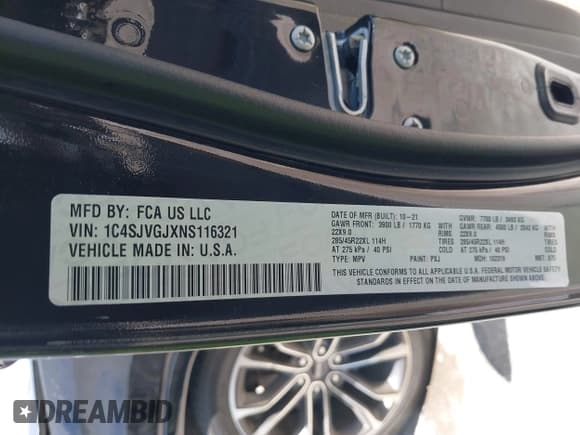 MFD BY: FCA US LLC
VIN: 1C4SJVGJXNS116321
VEHICLE MADE IN U.S.A.
DATE OF MFR (BUILT): 10-21
GAWR FRONT: 3900 LB / 1770 KG WITH
22X9.0 RIMS
285/45R22XL 114H TIRES
AT 275 kPa / 40 PSI COLD
TYPE: MPV PAINT: PXJ
GVWR: 7700 LB / 3492 KG
GAWR REAR: LB / KG WITH
22X9.0 RIMS
285/45R22XL 114H TIRES
AT 275 kPa / 40 PSI COLD
MDH: TRIM:
THIS VEHICLE CONFORMS TO ALL APPLICABLE U.S.A. FEDERAL MOTOR VEHICLE SAFETY
STANDARDS IN EFFECT ON THE DATE OF MANUFACTURE SHOWN
ABOVE.
DREAMBID